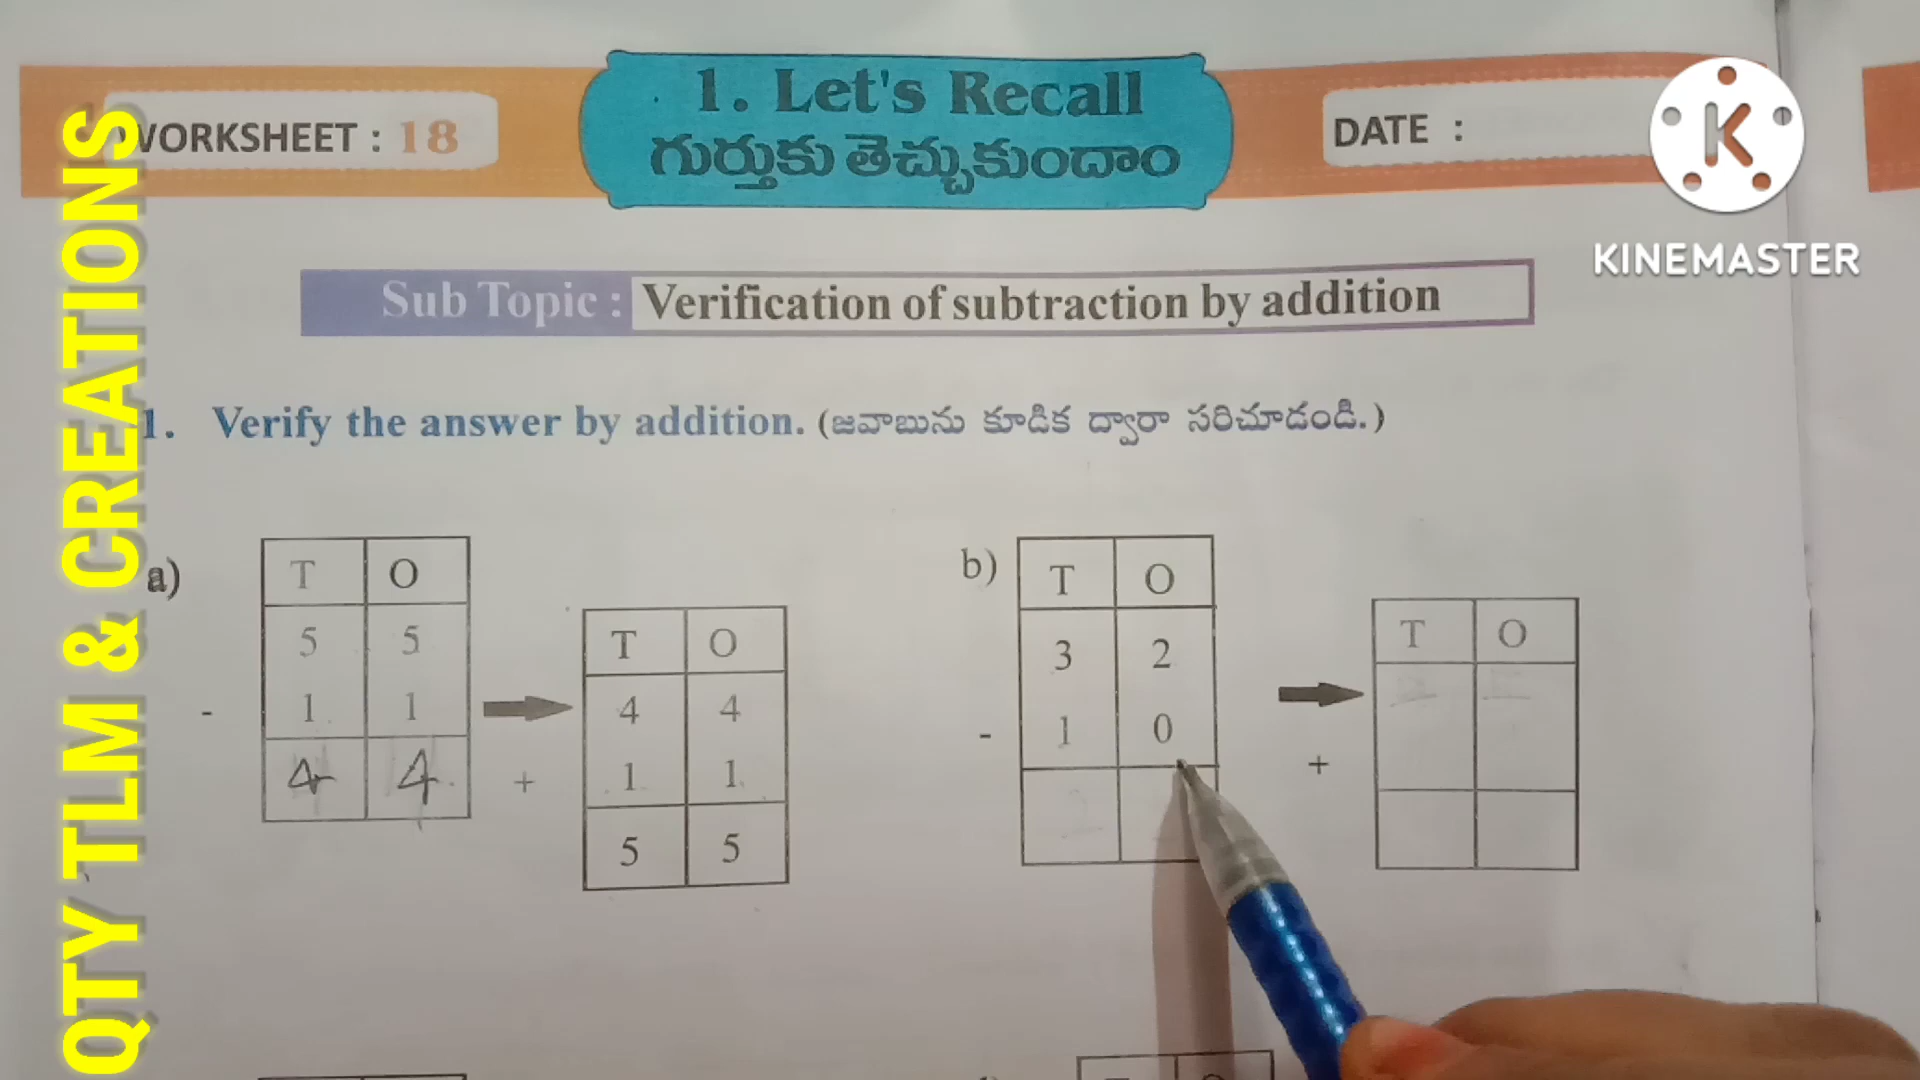 QTY TLM & CREATIONS
WORKSHEET : 18
1. Let's Recall
గుర్తుకు తెచ్చుకుందాం
DATE :
K
KINEMASTER
Sub Topic : Verification of subtraction by addition
1. Verify the answer by addition. (జవాబును కూడిక ద్వారా సరిచూడండి.)
a)
T O
5 5
- 1 1
4 4
T O
4 4
+ 1 1
5 5
b)
T O
3 2
- 1 0
T O
+